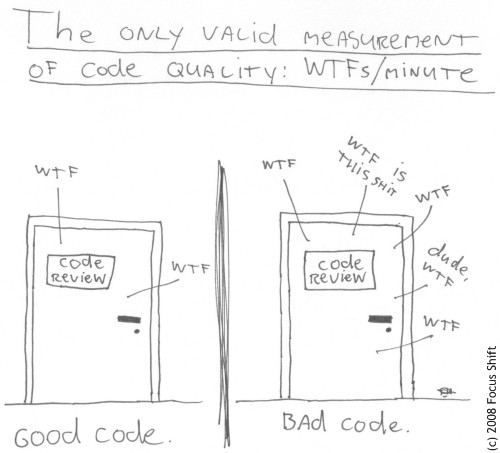 The ONLY VALID MEASUREMENT
OF Code QUALITY: WTFs/MINUTE
WTF
Code
REVIEW
WTF
GOOD Code.
WTF
WTF is
THIS SHIT
WTF
Code
REVIEW
dude,
WTF
WTF
BAd Code.
(c) 2008 Focus Shift